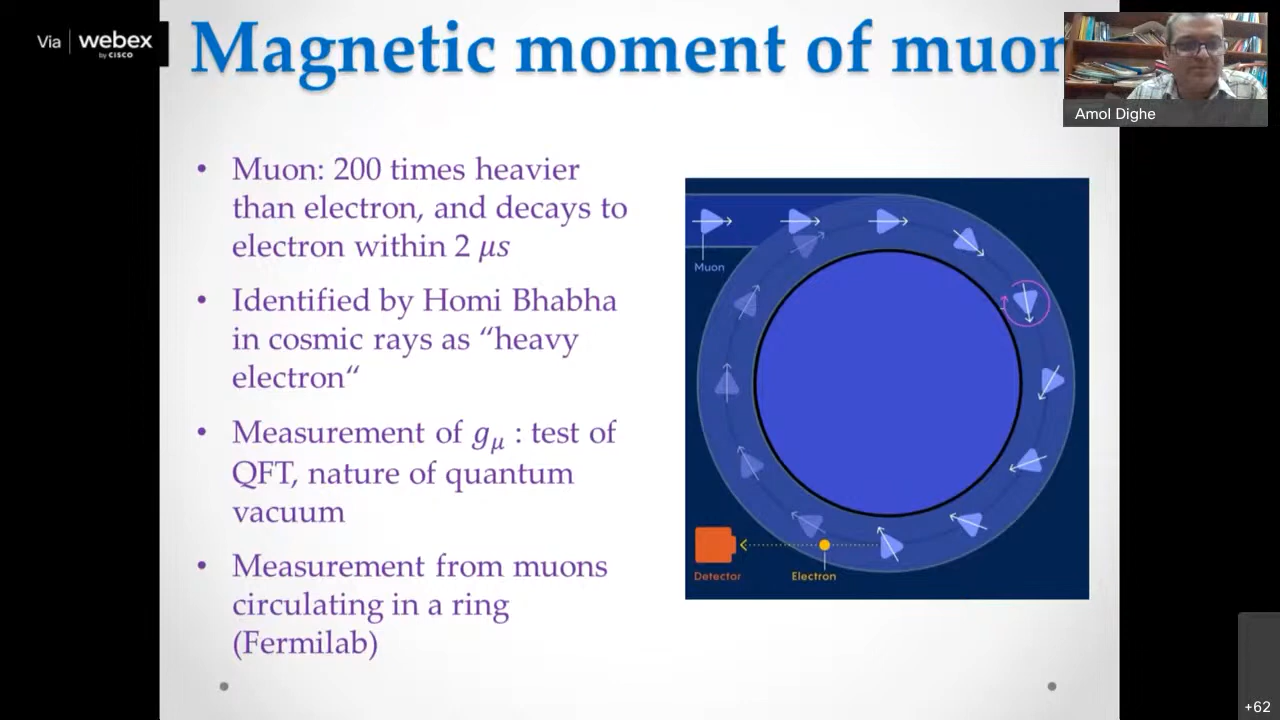 Via webex
by CISCO
Magnetic moment of muon
Amol Dighe
• Muon: 200 times heavier
than electron, and decays to
electron within 2 μs
• Identified by Homi Bhabha
in cosmic rays as “heavy
electron“
• Measurement of gμ : test of
QFT, nature of quantum
vacuum
• Measurement from muons
circulating in a ring
(Fermilab)
Muon
Detector
Electron
+62